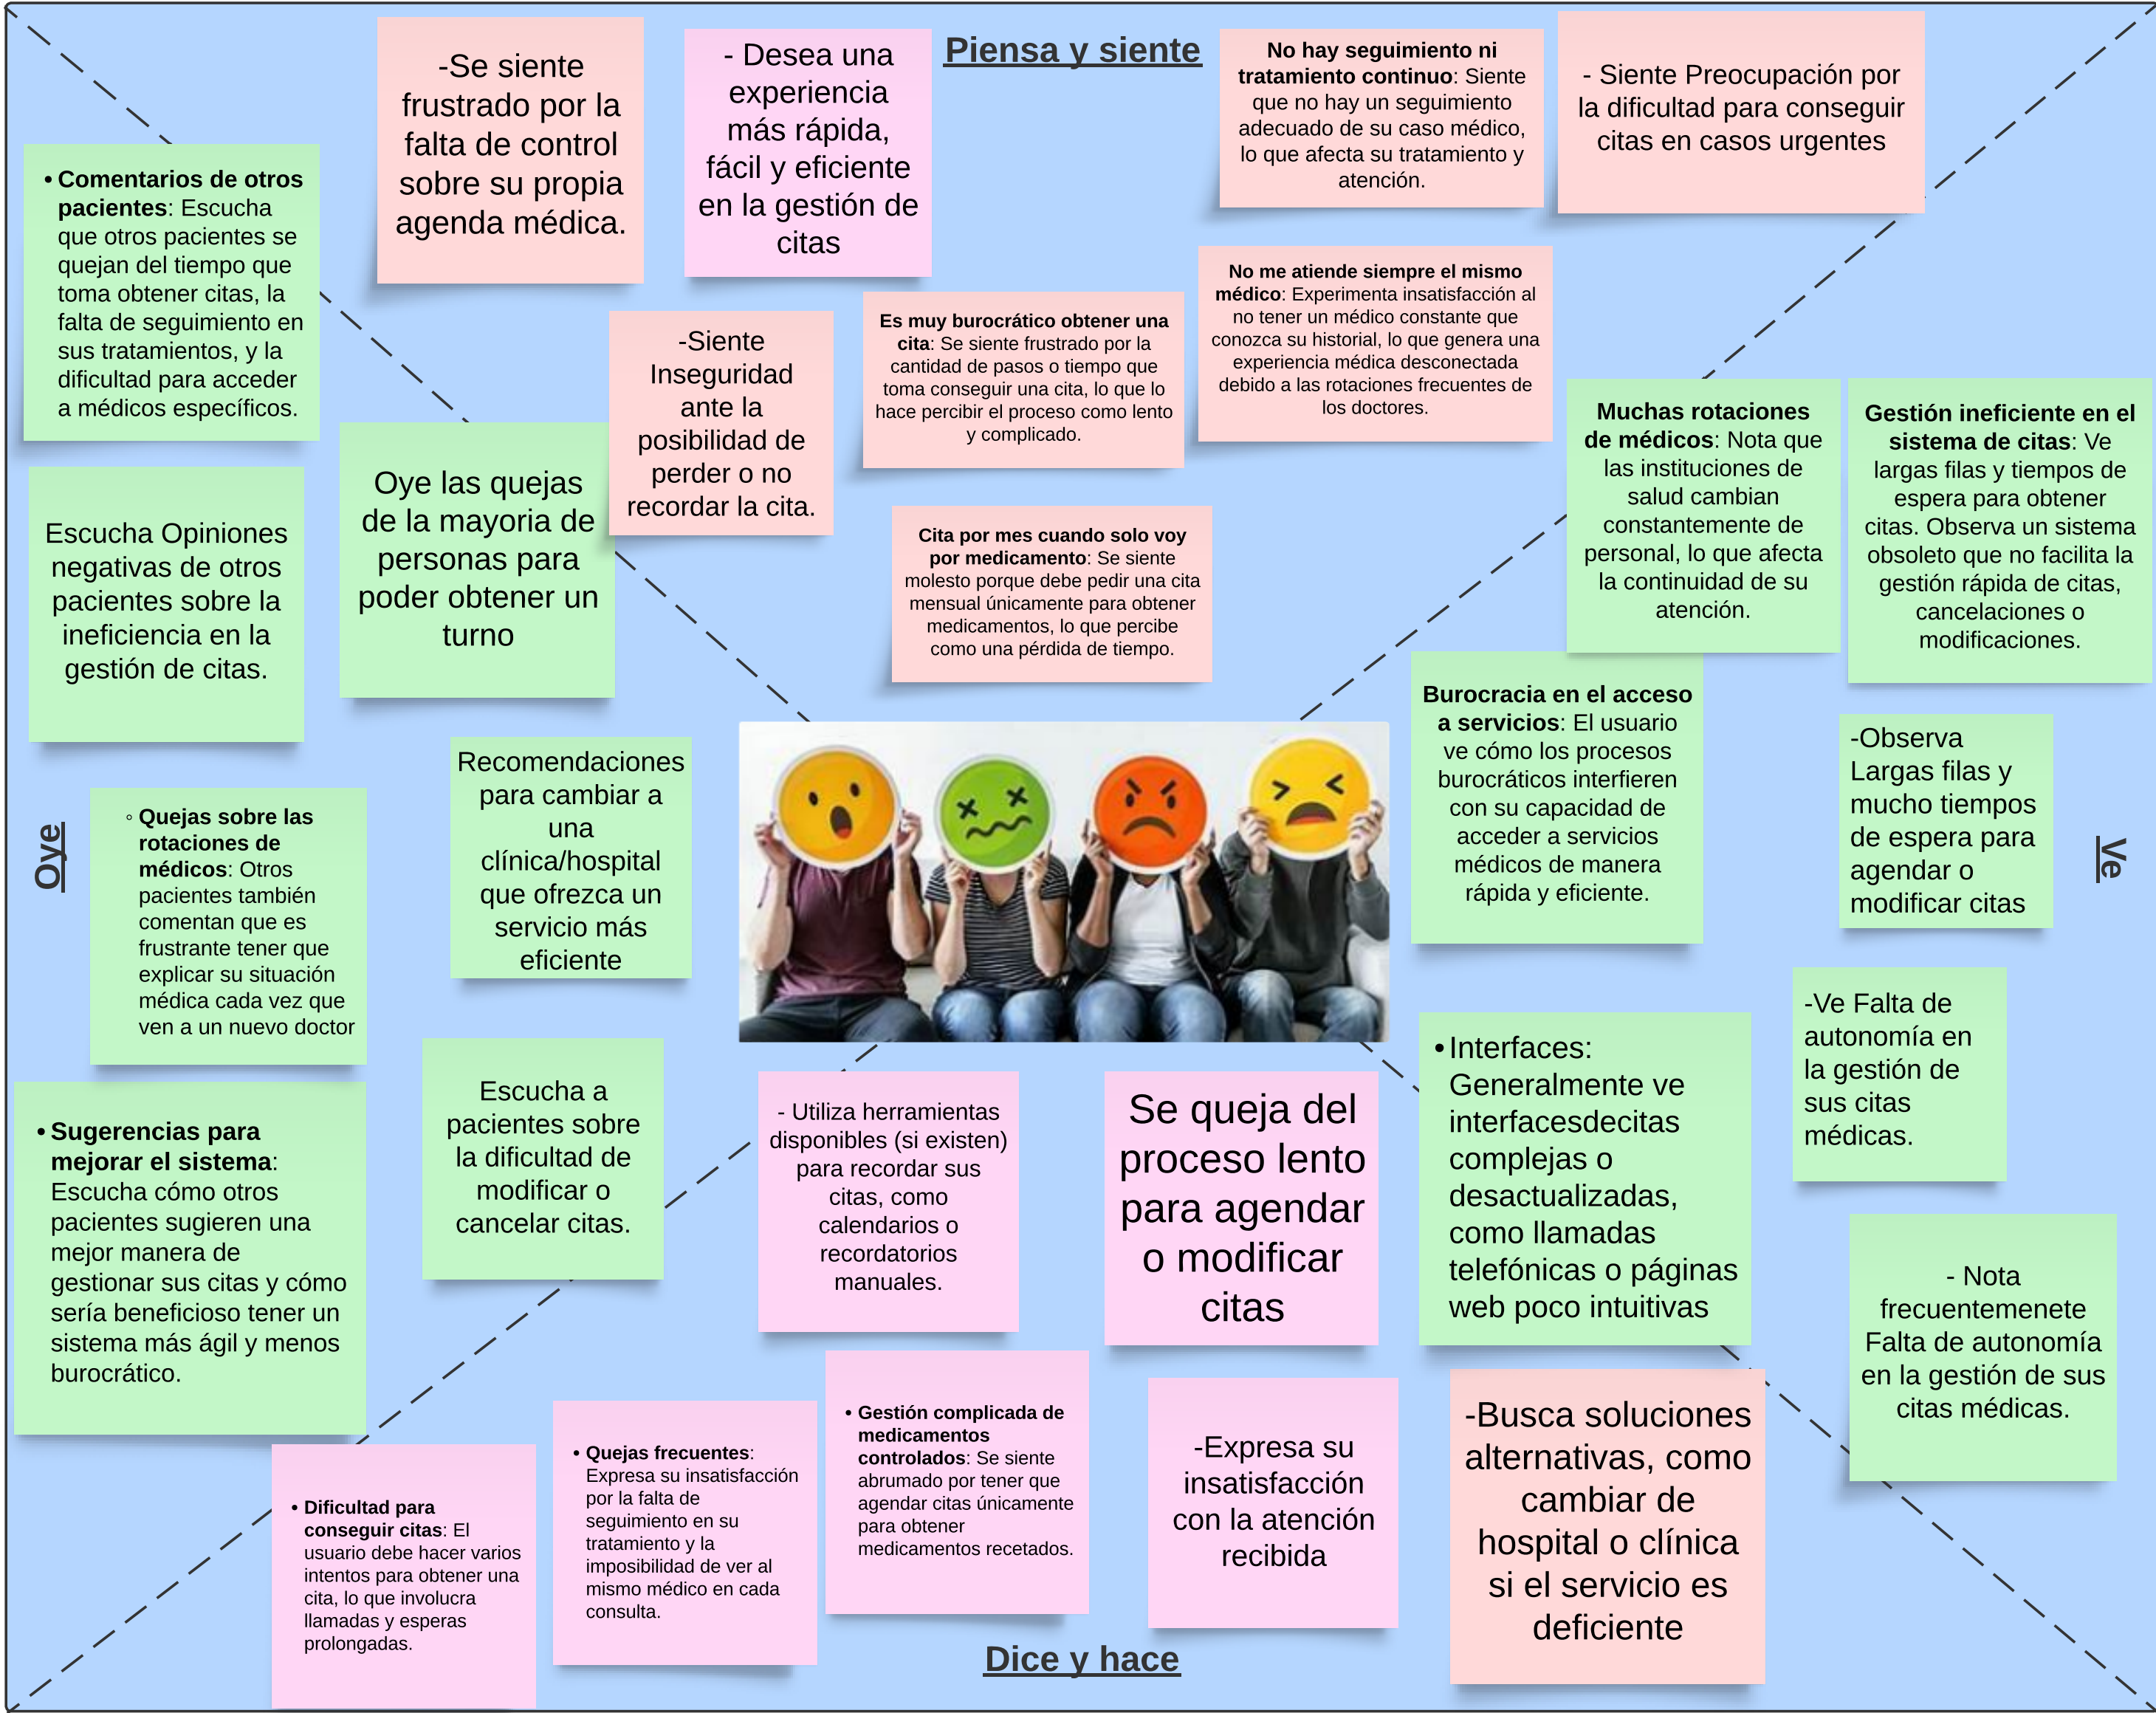 Piensa y siente
-Se siente
frustrado por la
falta de control
sobre su propia
agenda médica.
- Desea una
experiencia
más rápida,
fácil y eficiente
en la gestión de
citas
No hay seguimiento ni
tratamiento continuo: Siente
que no hay un seguimiento
adecuado de su caso médico,
lo que afecta su tratamiento y
atención.
- Siente Preocupación por
la dificultad para conseguir
citas en casos urgentes
-Siente
Inseguridad
ante la
posibilidad de
perder o no
recordar la cita.
Es muy burocrático obtener una
cita: Se siente frustrado por la
cantidad de pasos o tiempo que
toma conseguir una cita, lo que lo
hace percibir el proceso como lento
y complicado.
No me atiende siempre el mismo
médico: Experimenta insatisfacción al
no tener un médico constante que
conozca su historial, lo que genera una
experiencia médica desconectada
debido a las rotaciones frecuentes de
los doctores.
Cita por mes cuando solo voy
por medicamento: Se siente
molesto porque debe pedir una cita
mensual únicamente para obtener
medicamentos, lo que percibe
como una pérdida de tiempo.
Oye
• Comentarios de otros
pacientes: Escucha
que otros pacientes se
quejan del tiempo que
toma obtener citas, la
falta de seguimiento en
sus tratamientos, y la
dificultad para acceder
a médicos específicos.
Escucha Opiniones
negativas de otros
pacientes sobre la
ineficiencia en la
gestión de citas.
Oye las quejas
de la mayoria de
personas para
poder obtener un
turno
◦ Quejas sobre las
rotaciones de
médicos: Otros
pacientes también
comentan que es
frustrante tener que
explicar su situación
médica cada vez que
ven a un nuevo doctor
Recomendaciones
para cambiar a
una
clínica/hospital
que ofrezca un
servicio más
eficiente
• Sugerencias para
mejorar el sistema:
Escucha cómo otros
pacientes sugieren una
mejor manera de
gestionar sus citas y cómo
sería beneficioso tener un
sistema más ágil y menos
burocrático.
Escucha a
pacientes sobre
la dificultad de
modificar o
cancelar citas.
Ve
Muchas rotaciones
de médicos: Nota que
las instituciones de
salud cambian
constantemente de
personal, lo que afecta
la continuidad de su
atención.
Gestión ineficiente en el
sistema de citas: Ve
largas filas y tiempos de
espera para obtener
citas. Observa un sistema
obsoleto que no facilita la
gestión rápida de citas,
cancelaciones o
modificaciones.
Burocracia en el acceso
a servicios: El usuario
ve cómo los procesos
burocráticos interfieren
con su capacidad de
acceder a servicios
médicos de manera
rápida y eficiente.
-Observa
Largas filas y
mucho tiempos
de espera para
agendar o
modificar citas
-Ve Falta de
autonomía en
la gestión de
sus citas
médicas.
• Interfaces:
Generalmente ve
interfacesdecitas
complejas o
desactualizadas,
como llamadas
telefónicas o páginas
web poco intuitivas
- Nota
frecuentemenete
Falta de autonomía
en la gestión de sus
citas médicas.
Dice y hace
- Utiliza herramientas
disponibles (si existen)
para recordar sus
citas, como
calendarios o
recordatorios
manuales.
Se queja del
proceso lento
para agendar
o modificar
citas
• Dificultad para
conseguir citas: El
usuario debe hacer varios
intentos para obtener una
cita, lo que involucra
llamadas y esperas
prolongadas.
• Quejas frecuentes:
Expresa su insatisfacción
por la falta de
seguimiento en su
tratamiento y la
imposibilidad de ver al
mismo médico en cada
consulta.
• Gestión complicada de
medicamentos
controlados: Se siente
abrumado por tener que
agendar citas únicamente
para obtener
medicamentos recetados.
-Expresa su
insatisfacción
con la atención
recibida
-Busca soluciones
alternativas, como
cambiar de
hospital o clínica
si el servicio es
deficiente